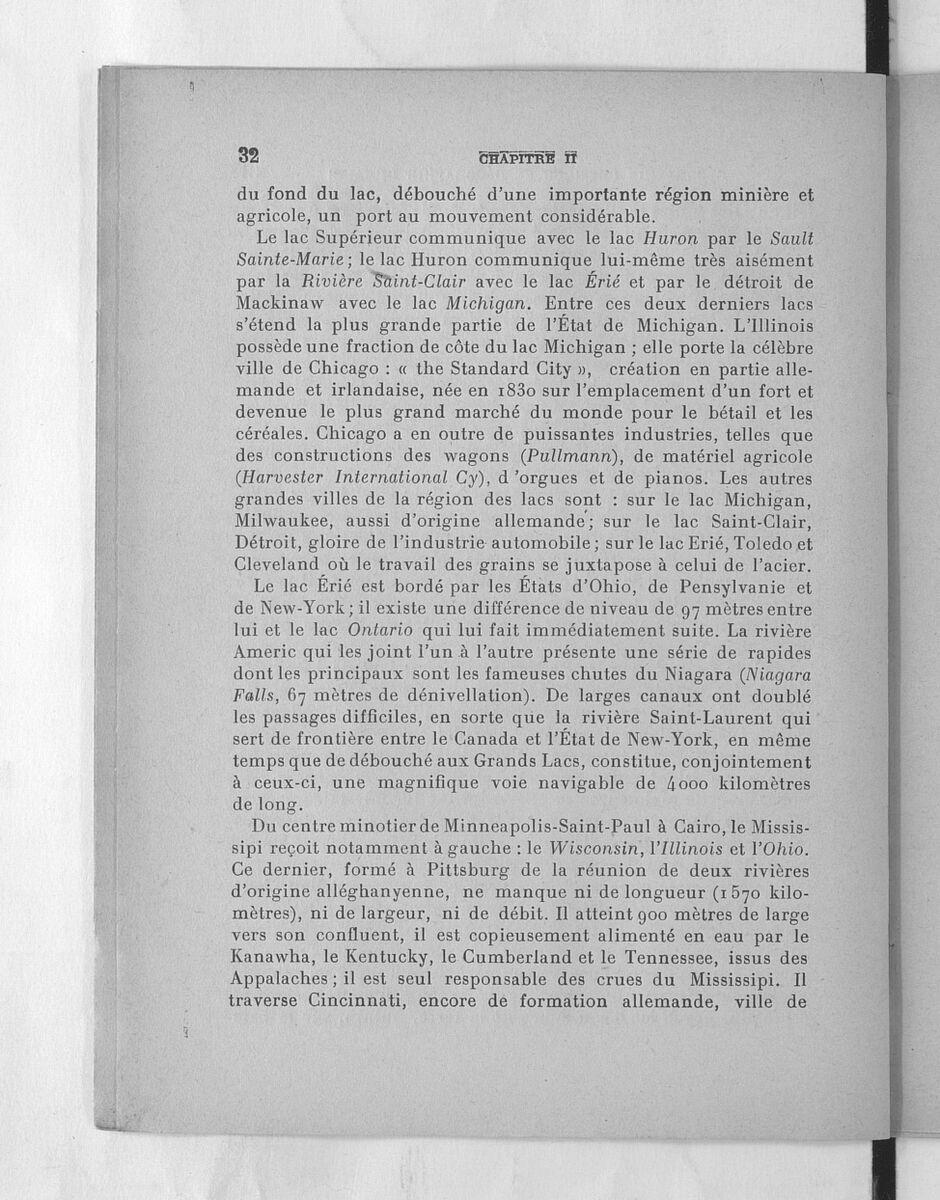 32
CHAPITRE II
du fond du lac, débouché d'une importante région minière et
agricole, un port au mouvement considérable.
Le lac Supérieur communique avec le lac Huron par le Sault
Sainte-Marie ; le lac Huron communique lui-même très aisément
par la Rivière Saint-Clair avec le lac Érié et par le détroit de
Mackinaw avec le lac Michigan. Entre ces deux derniers lacs
s'étend la plus grande partie de l'État de Michigan. L'Illinois
possède une fraction de côte du lac Michigan ; elle porte la célèbre
ville de Chicago : « the Standard City », création en partie alle-
mande et irlandaise, née en 1830 sur l'emplacement d'un fort et
devenue le plus grand marché du monde pour le bétail et les
céréales. Chicago a en outre de puissantes industries, telles que
des constructions des wagons (Pullmann), de matériel agricole
(Harvester International Cy), d'orgues et de pianos. Les autres
grandes villes de la région des lacs sont : sur le lac Michigan,
Milwaukee, aussi d'origine allemande ; sur le lac Saint-Clair,
Détroit, gloire de l'industrie automobile ; sur le lac Erié, Toledo et
Cleveland où le travail des grains se juxtapose à celui de l'acier.
Le lac Érié est bordé par les États d'Ohio, de Pensylvanie et
de New-York ; il existe une différence de niveau de 97 mètres entre
lui et le lac Ontario qui lui fait immédiatement suite. La rivière
Americ qui les joint l'un à l'autre présente une série de rapides
dont les principaux sont les fameuses chutes du Niagara (Niagara
Falls, 67 mètres de dénivellation). De larges canaux ont doublé
les passages difficiles, en sorte que la rivière Saint-Laurent qui
sert de frontière entre le Canada et l'État de New-York, en même
temps que de débouché aux Grands Lacs, constitue, conjointement
à ceux-ci, une magnifique voie navigable de 4000 kilomètres
de long.
Du centre minotier de Minneapolis-Saint-Paul à Cairo, le Missis-
sipi reçoit notamment à gauche : le Wisconsin, l'Illinois et l'Ohio.
Ce dernier, formé à Pittsburg de la réunion de deux rivières
d'origine alléghanyenne, ne manque ni de longueur (1570 kilo-
mètres), ni de largeur, ni de débit. Il atteint 900 mètres de large
vers son confluent, il est copieusement alimenté en eau par le
Kanawha, le Kentucky, le Cumberland et le Tennessee, issus des
Appalaches ; il est seul responsable des crues du Mississipi. Il
traverse Cincinnati, encore de formation allemande, ville de